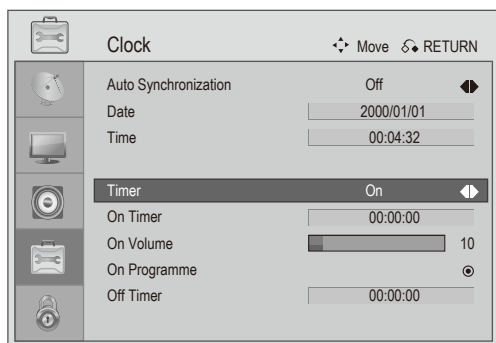 Clock Move RETURN
Auto Synchronization Off
Date 2000/01/01
Time 00:04:32
Timer On
On Timer 00:00:00
On Volume 10
On Programme
Off Timer 00:00:00